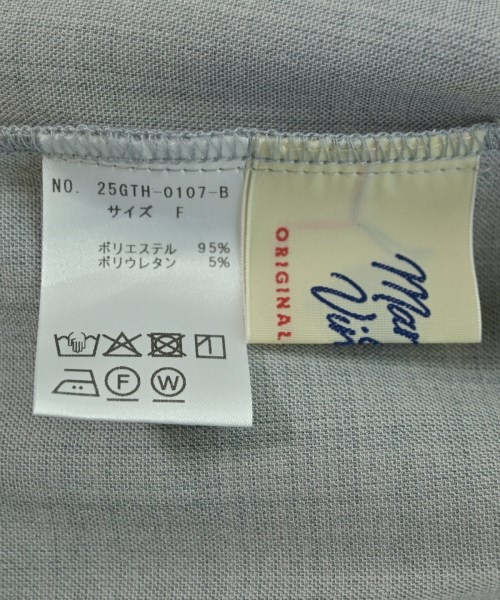 NO. 25GTH-0107-B
サイズ F
ポリエステル 95%
ポリウレタン 5%
F W
ORIGINAL